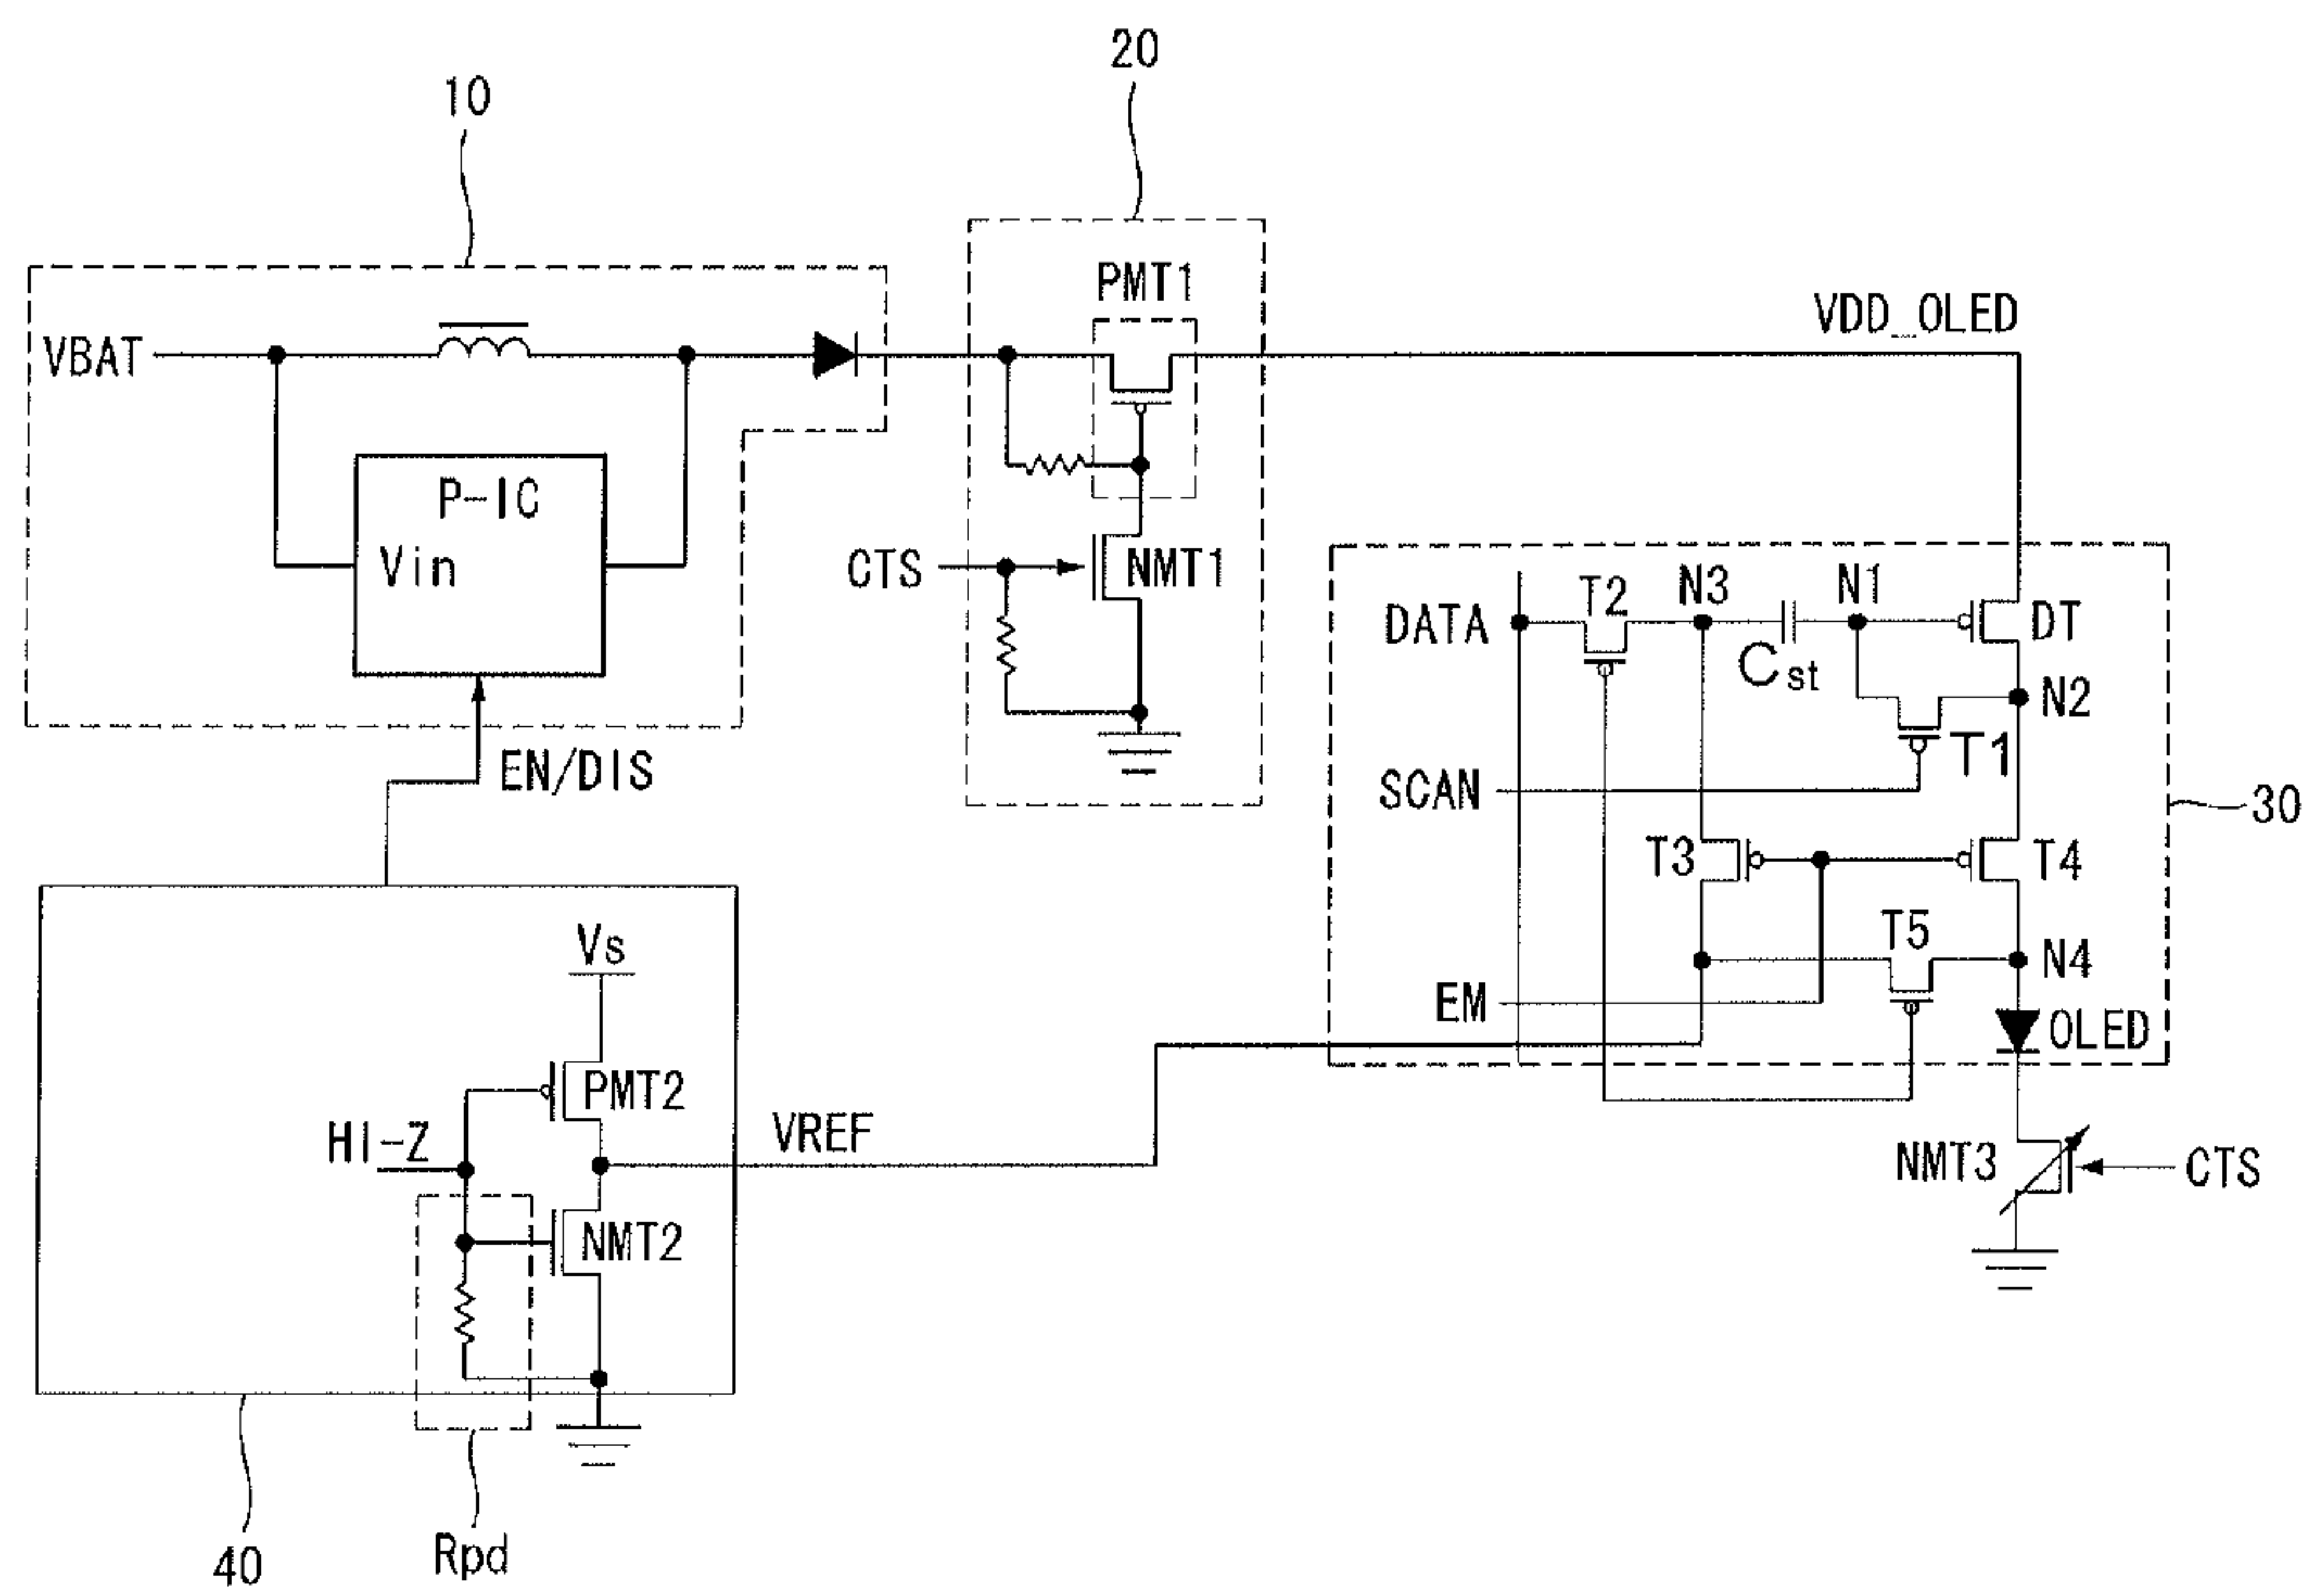 20
10
PMT1
VDD_OLED
VBAT
P-IC
Vin
CTS
NMT1
T2
N3
N1
DATA
DT
Cst
N2
T1
EN/DIS
SCAN
30
T3
T4
T5
Vs
N4
EM
OLED
PMT2
VREF
HI-Z
NMT3
CTS
NMT2
Rpd
40